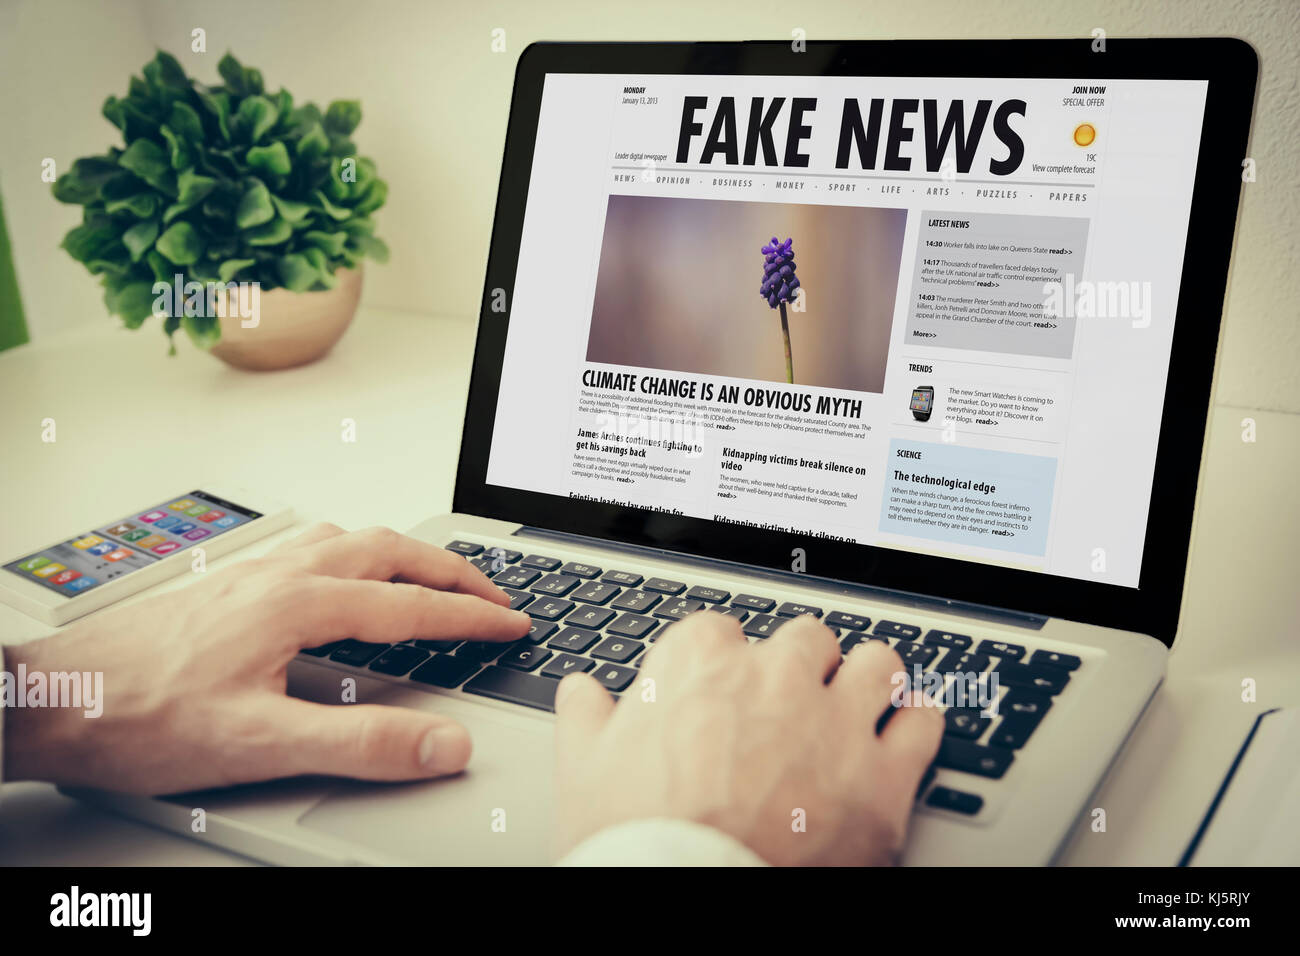 MONDAY
January 13, 2013
JOIN NOW
SPECIAL OFFER
FAKE NEWS
Leader digital newspaper
19C
View complete forecast
NEWS · OPINION · BUSINESS · MONEY · SPORT · LIFE · ARTS · PUZZLES · PAPERS
CLIMATE CHANGE IS AN OBVIOUS MYTH
There is a possibility of additional flooding this week with more rain in the forecast for the already saturated County area. The
County Health Department and the Department of Health (ODH) offers these tips to help Ohioans protect themselves and
their children from potential hazards during and after a flood. read>>
James Arches continues fighting to
get his savings back
have seen their nest eggs virtually wiped out in what
critics call a deceptive and possibly fraudulent sales
campaign by banks. read>>
Kidnapping victims break silence on
video
The women, who were held captive for a decade, talked
about their well-being and thanked their supporters.
read>>
Egiptian leaders lay out plan for
Kidnapping victims break silence on
LATEST NEWS
14:30 Worker falls into lake on Queens State read>>
14:17 Thousands of travellers faced delays today
after the UK national air traffic control experienced
"technical problems" read>>
14:03 The murderer Peter Smith and two other
killers, Jonh Petrelli and Donovan Moore, won their
appeal in the Grand Chamber of the court. read>>
More>>
TRENDS
The new Smart Watches is coming to
the market. Do yo want to know
everything about it? Discover it on
our blogs. read>>
SCIENCE
The technological edge
When the winds change, a ferocious forest inferno
can make a sharp turn, and the fire crews battling it
may need to depend on their eyes and instincts to
tell them whether they are in danger. read>>
alamy
Image ID: KJ5RJY
www.alamy.com